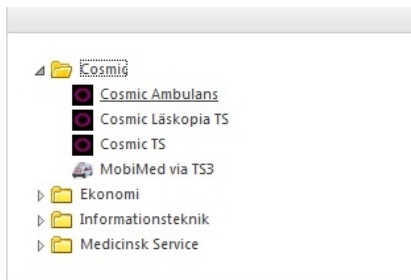 Cosmic
Cosmic Ambulans
Cosmic Läskopia TS
Cosmic TS
MobiMed via TS3
Ekonomi
Informationsteknik
Medicinsk Service